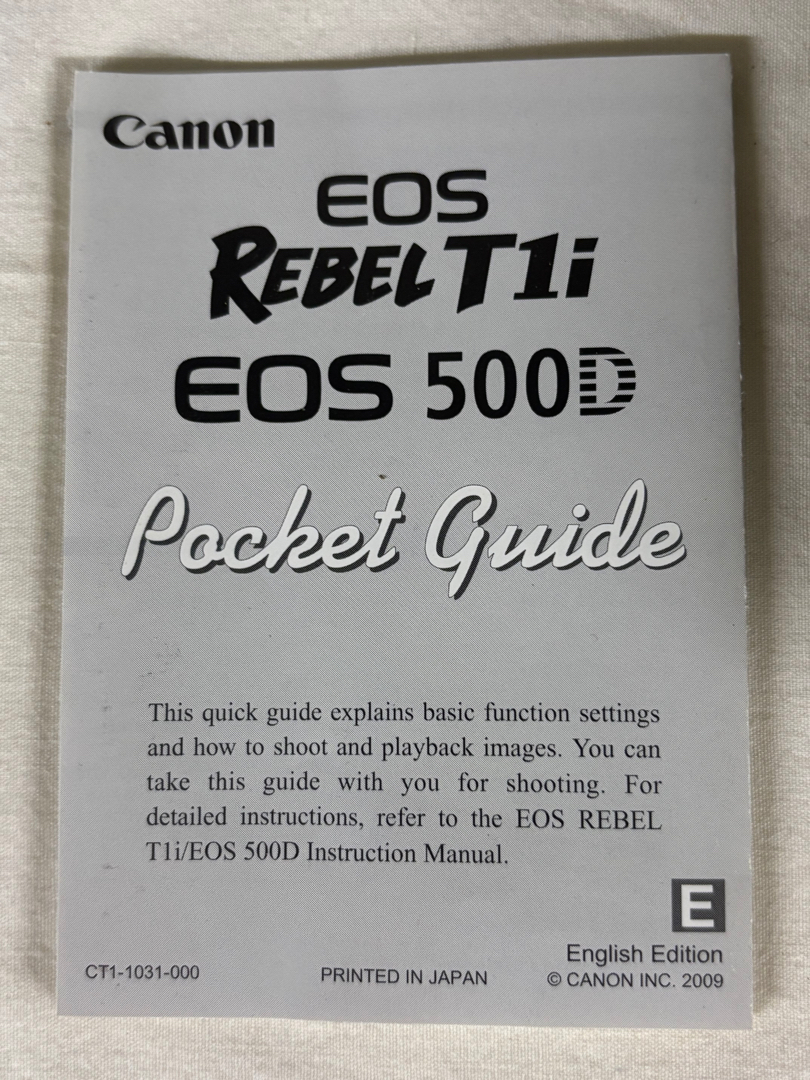 Canon
EOS
REBEL T1i
EOS 500D
Pocket Guide
This quick guide explains basic function settings
and how to shoot and playback images. You can
take this guide with you for shooting. For
detailed instructions, refer to the EOS REBEL
T1i/EOS 500D Instruction Manual.
E
English Edition
CT1-1031-000 PRINTED IN JAPAN © CANON INC. 2009